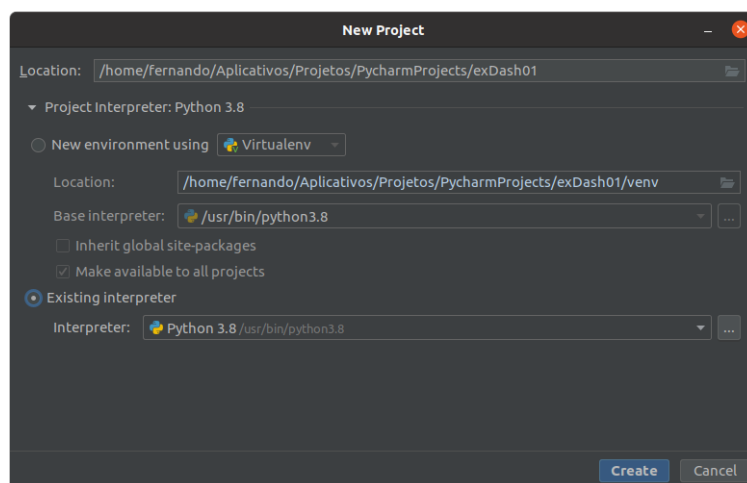 New Project
Location: /home/fernando/Aplicativos/Projetos/PycharmProjects/exDash01
Project Interpreter: Python 3.8
New environment using Virtualenv
Location: /home/fernando/Aplicativos/Projetos/PycharmProjects/exDash01/venv
Base interpreter: /usr/bin/python3.8 ...
Inherit global site-packages
Make available to all projects
Existing interpreter
Interpreter: Python 3.8 /usr/bin/python3.8 ...
Create Cancel